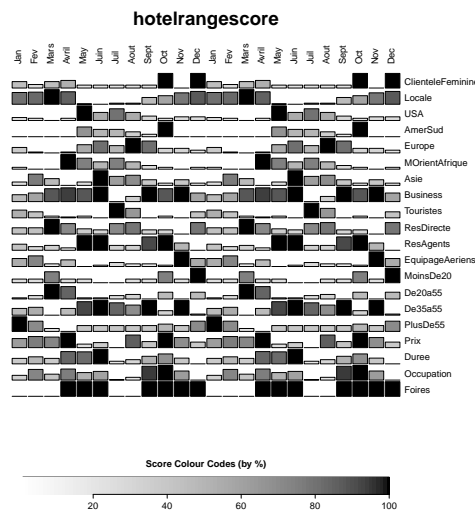 hotelrangescore
Jan Fev Mars Avril May Juin Juil Aout Sept Oct Nov Dec Jan Fev Mars Avril May Juin Juil Aout Sept Oct Nov Dec
ClienteleFeminine
Locale
USA
AmerSud
Europe
MOrientAfrique
Asie
Business
Touristes
ResDirecte
ResAgents
EquipageAeriens
MoinsDe20
De20a55
De35a55
PlusDe55
Prix
Duree
Occupation
Foires
Score Colour Codes (by %)
20 40 60 80 100